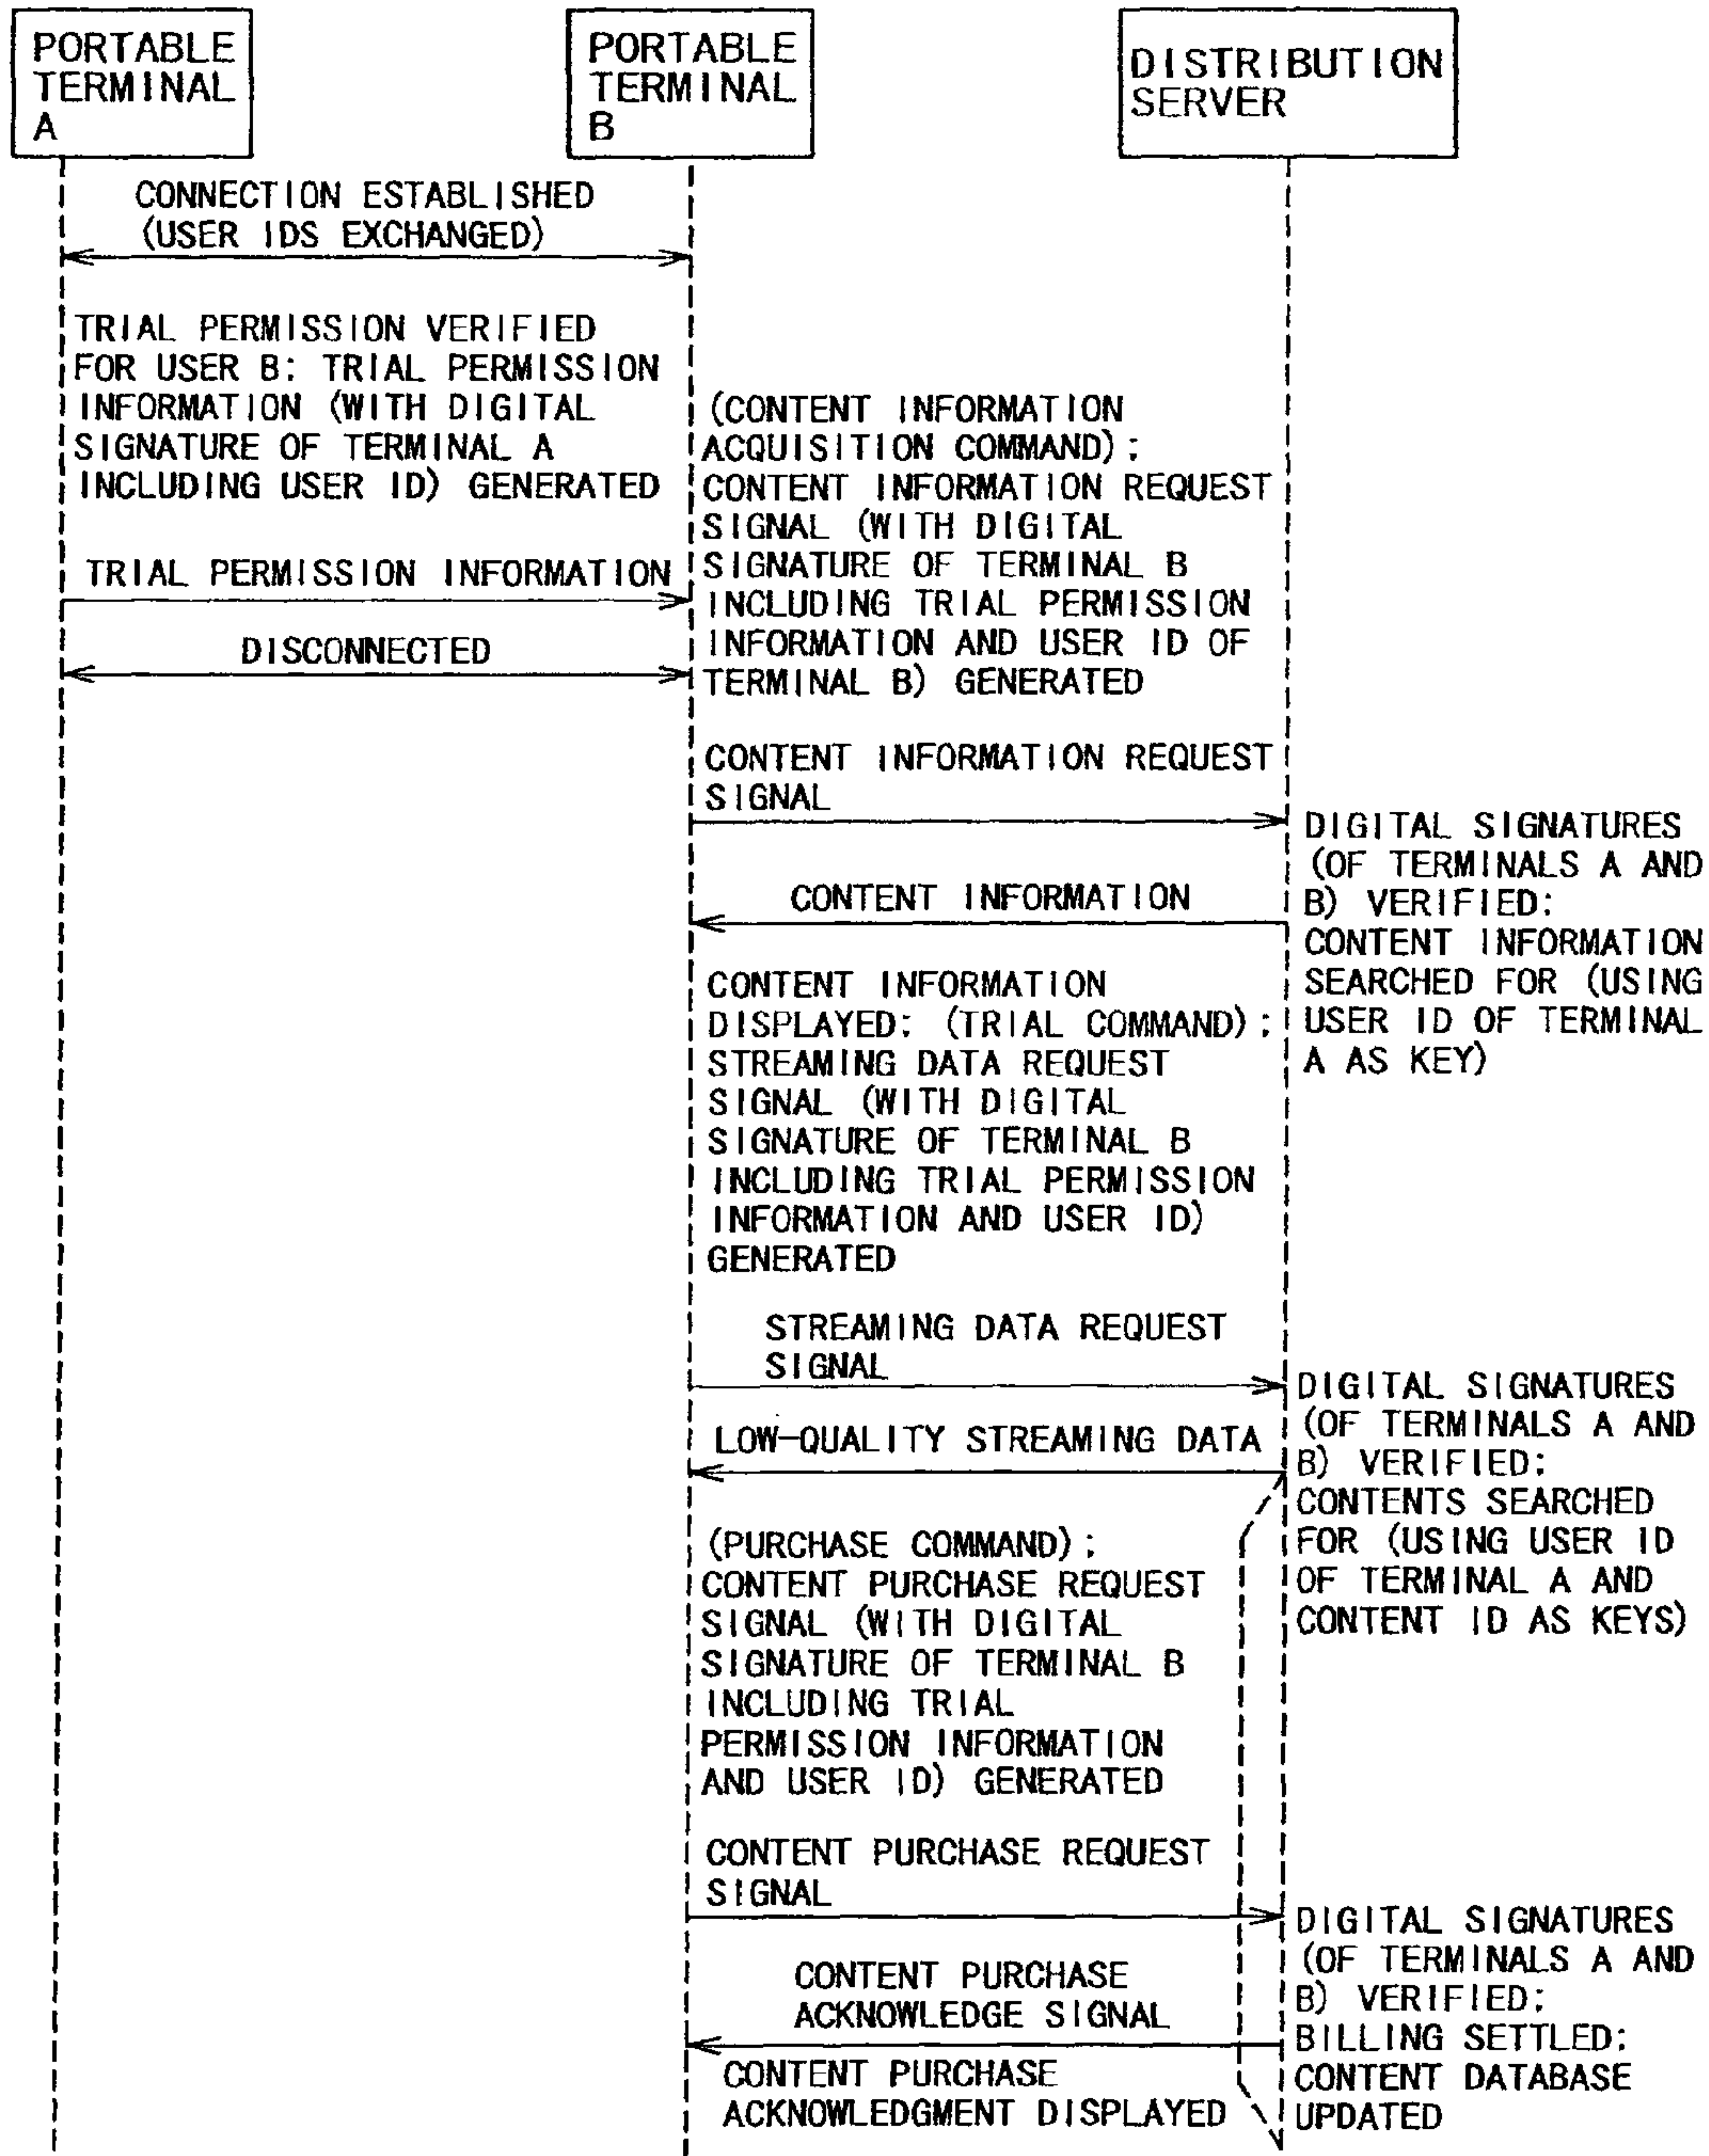 PORTABLE
TERMINAL
A
PORTABLE
TERMINAL
B
DISTRIBUTION
SERVER
CONNECTION ESTABLISHED
(USER IDS EXCHANGED)
TRIAL PERMISSION VERIFIED
FOR USER B; TRIAL PERMISSION
INFORMATION (WITH DIGITAL
SIGNATURE OF TERMINAL A
INCLUDING USER ID) GENERATED
TRIAL PERMISSION INFORMATION
DISCONNECTED
(CONTENT INFORMATION
ACQUISITION COMMAND);
CONTENT INFORMATION REQUEST
SIGNAL (WITH DIGITAL
SIGNATURE OF TERMINAL B
INCLUDING TRIAL PERMISSION
INFORMATION AND USER ID OF
TERMINAL B) GENERATED
CONTENT INFORMATION REQUEST
SIGNAL
DIGITAL SIGNATURES
(OF TERMINALS A AND
B) VERIFIED;
CONTENT INFORMATION
SEARCHED FOR (USING
USER ID OF TERMINAL
A AS KEY)
CONTENT INFORMATION
CONTENT INFORMATION
DISPLAYED; (TRIAL COMMAND);
STREAMING DATA REQUEST
SIGNAL (WITH DIGITAL
SIGNATURE OF TERMINAL B
INCLUDING TRIAL PERMISSION
INFORMATION AND USER ID)
GENERATED
STREAMING DATA REQUEST
SIGNAL
DIGITAL SIGNATURES
(OF TERMINALS A AND
B) VERIFIED;
CONTENTS SEARCHED
FOR (USING USER ID
OF TERMINAL A AND
CONTENT ID AS KEYS)
LOW-QUALITY STREAMING DATA
(PURCHASE COMMAND);
CONTENT PURCHASE REQUEST
SIGNAL (WITH DIGITAL
SIGNATURE OF TERMINAL B
INCLUDING TRIAL
PERMISSION INFORMATION
AND USER ID) GENERATED
CONTENT PURCHASE REQUEST
SIGNAL
DIGITAL SIGNATURES
(OF TERMINALS A AND
B) VERIFIED;
BILLING SETTLED;
CONTENT DATABASE
UPDATED
CONTENT PURCHASE
ACKNOWLEDGE SIGNAL
CONTENT PURCHASE
ACKNOWLEDGMENT DISPLAYED